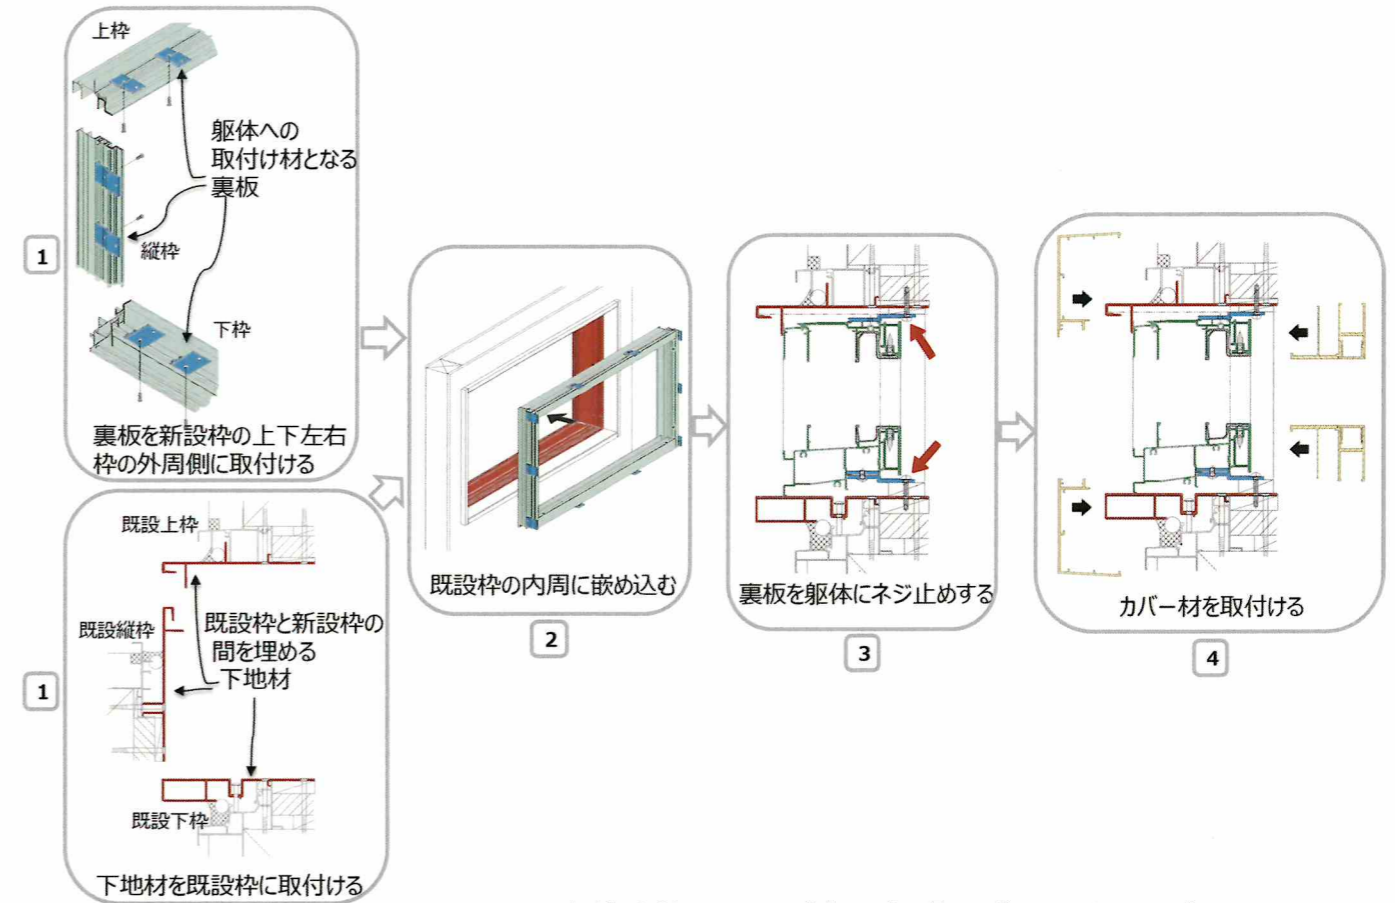 上枠
躯体への
取付け材となる
裏板
1
縦枠
下枠
裏板を新設枠の上下左右
枠の外周側に取付ける
既設上枠
既設縦枠
既設枠と新設枠の
間を埋める
下地材
1
既設下枠
下地材を既設枠に取付ける
既設枠の内周に嵌め込む
2
裏板を躯体にネジ止めする
3
カバー材を取付ける
4